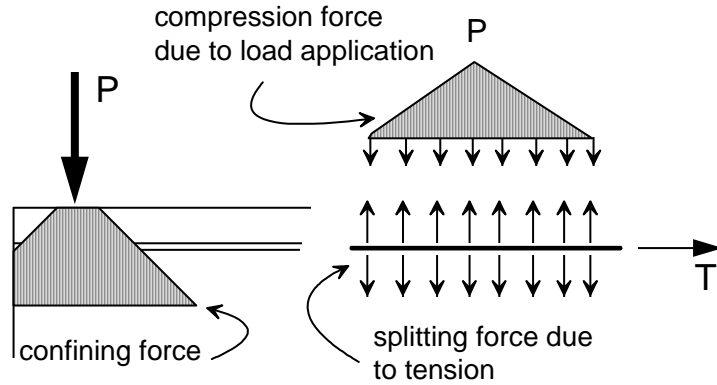 compression force
due to load application
P
P
T
confining force
splitting force due
to tension